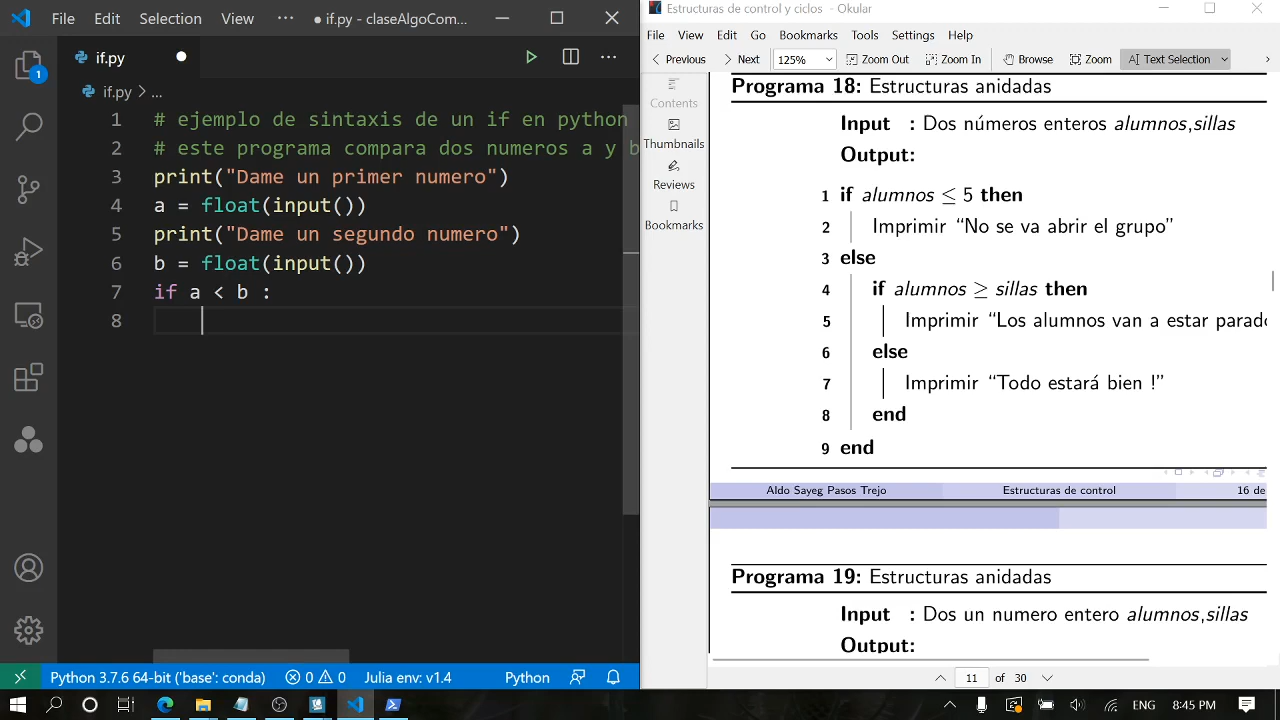 File Edit Selection View ··· ● if.py - claseAlgoCom...
if.py ●
if.py > ...
1 # ejemplo de sintaxis de un if en python
2 # este programa compara dos numeros a y b
3 print("Dame un primer numero")
4 a = float(input())
5 print("Dame un segundo numero")
6 b = float(input())
7 if a < b :
8
1
Python 3.7.6 64-bit ('base': conda) 0 0 Julia env: v1.4 Python
Estructuras de control y ciclos - Okular
File View Edit Go Bookmarks Tools Settings Help
Previous Next 125% Zoom Out Zoom In Browse Zoom Text Selection
Contents
Thumbnails
Reviews
Bookmarks
Programa 18: Estructuras anidadas
Input : Dos números enteros alumnos,sillas
Output:
1 if alumnos ≤ 5 then
2 Imprimir “No se va abrir el grupo”
3 else
4 if alumnos ≥ sillas then
5 Imprimir “Los alumnos van a estar parado
6 else
7 Imprimir “Todo estará bien !”
8 end
9 end
Aldo Sayeg Pasos Trejo Estructuras de control 16 de
Programa 19: Estructuras anidadas
Input : Dos un numero entero alumnos,sillas
Output:
11 of 30
8:45 PM